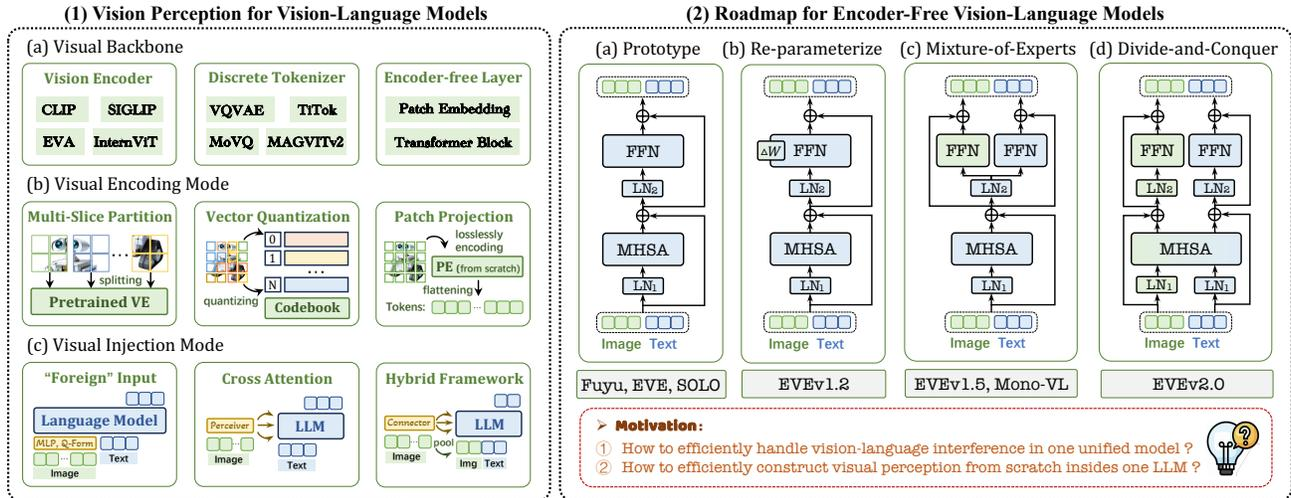 (1) Vision Perception for Vision-Language Models
(a) Visual Backbone
Vision Encoder
CLIP SIGLIP
EVA InternViT
Discrete Tokenizer
VQVAE TiTok
MoVQ MAGVITv2
Encoder-free Layer
Patch Embedding
Transformer Block
(b) Visual Encoding Mode
Multi-Slice Partition
...
splitting
Pretrained VE
Vector Quantization
0
1
...
N
quantizing
Codebook
Patch Projection
losslessly
encoding
PE (from scratch)
flattening
Tokens: ...
(c) Visual Injection Mode
"Foreign" Input
Language Model
MLP, Q-Form
...
Image
Text
Cross Attention
Perceiver
LLM
...
Image
Text
Hybrid Framework
Connector
LLM
...
pool
Image
Img Text
(2) Roadmap for Encoder-Free Vision-Language Models
(a) Prototype
FFN
LN2
MHSA
LN1
Image Text
Fuyu, EVE, SOLO
(b) Re-parameterize
ΔW FFN
LN2
MHSA
LN1
Image Text
EVEv1.2
(c) Mixture-of-Experts
FFN FFN
LN2
MHSA
LN1
Image Text
EVEv1.5, Mono-VL
(d) Divide-and-Conquer
FFN FFN
LN2 LN2
MHSA
LN1 LN1
Image Text
EVEv2.0
➢ Motivation:
① How to efficiently handle vision-language interference in one unified model ?
② How to efficiently construct visual perception from scratch insides one LLM ?
?